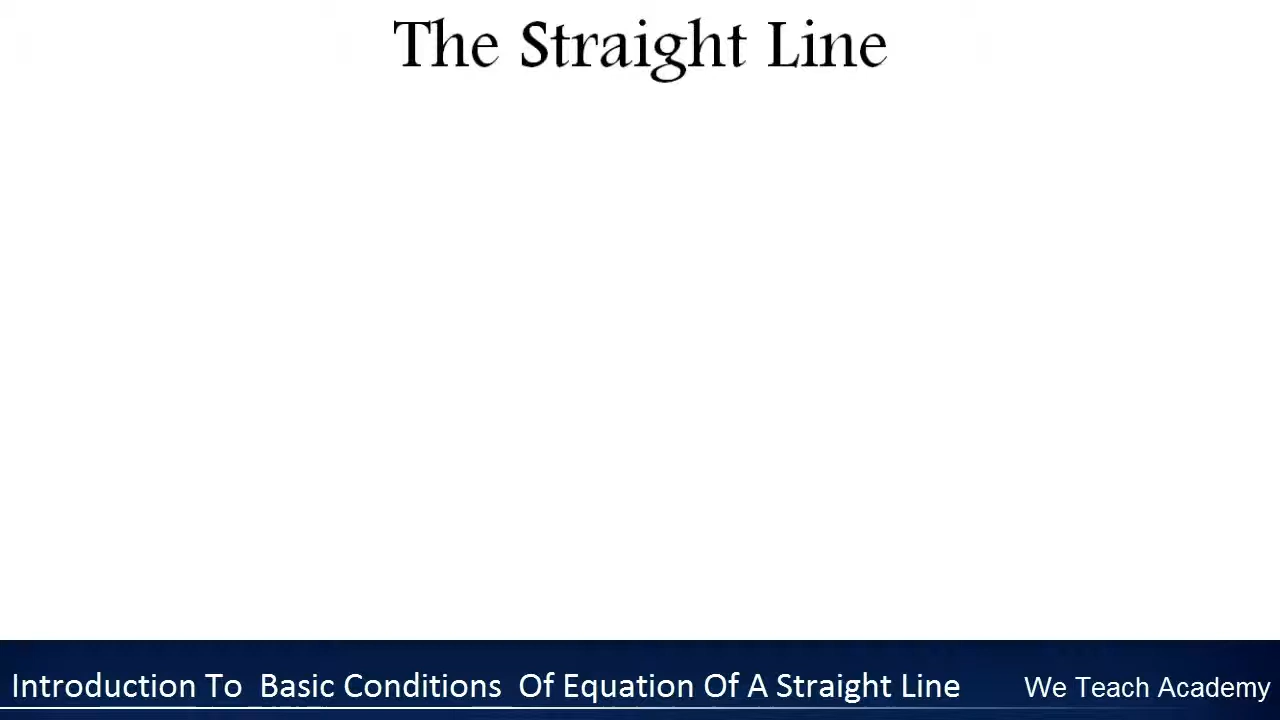 The Straight Line
Introduction To  Basic Conditions  Of Equation Of A Straight Line
We Teach Academy